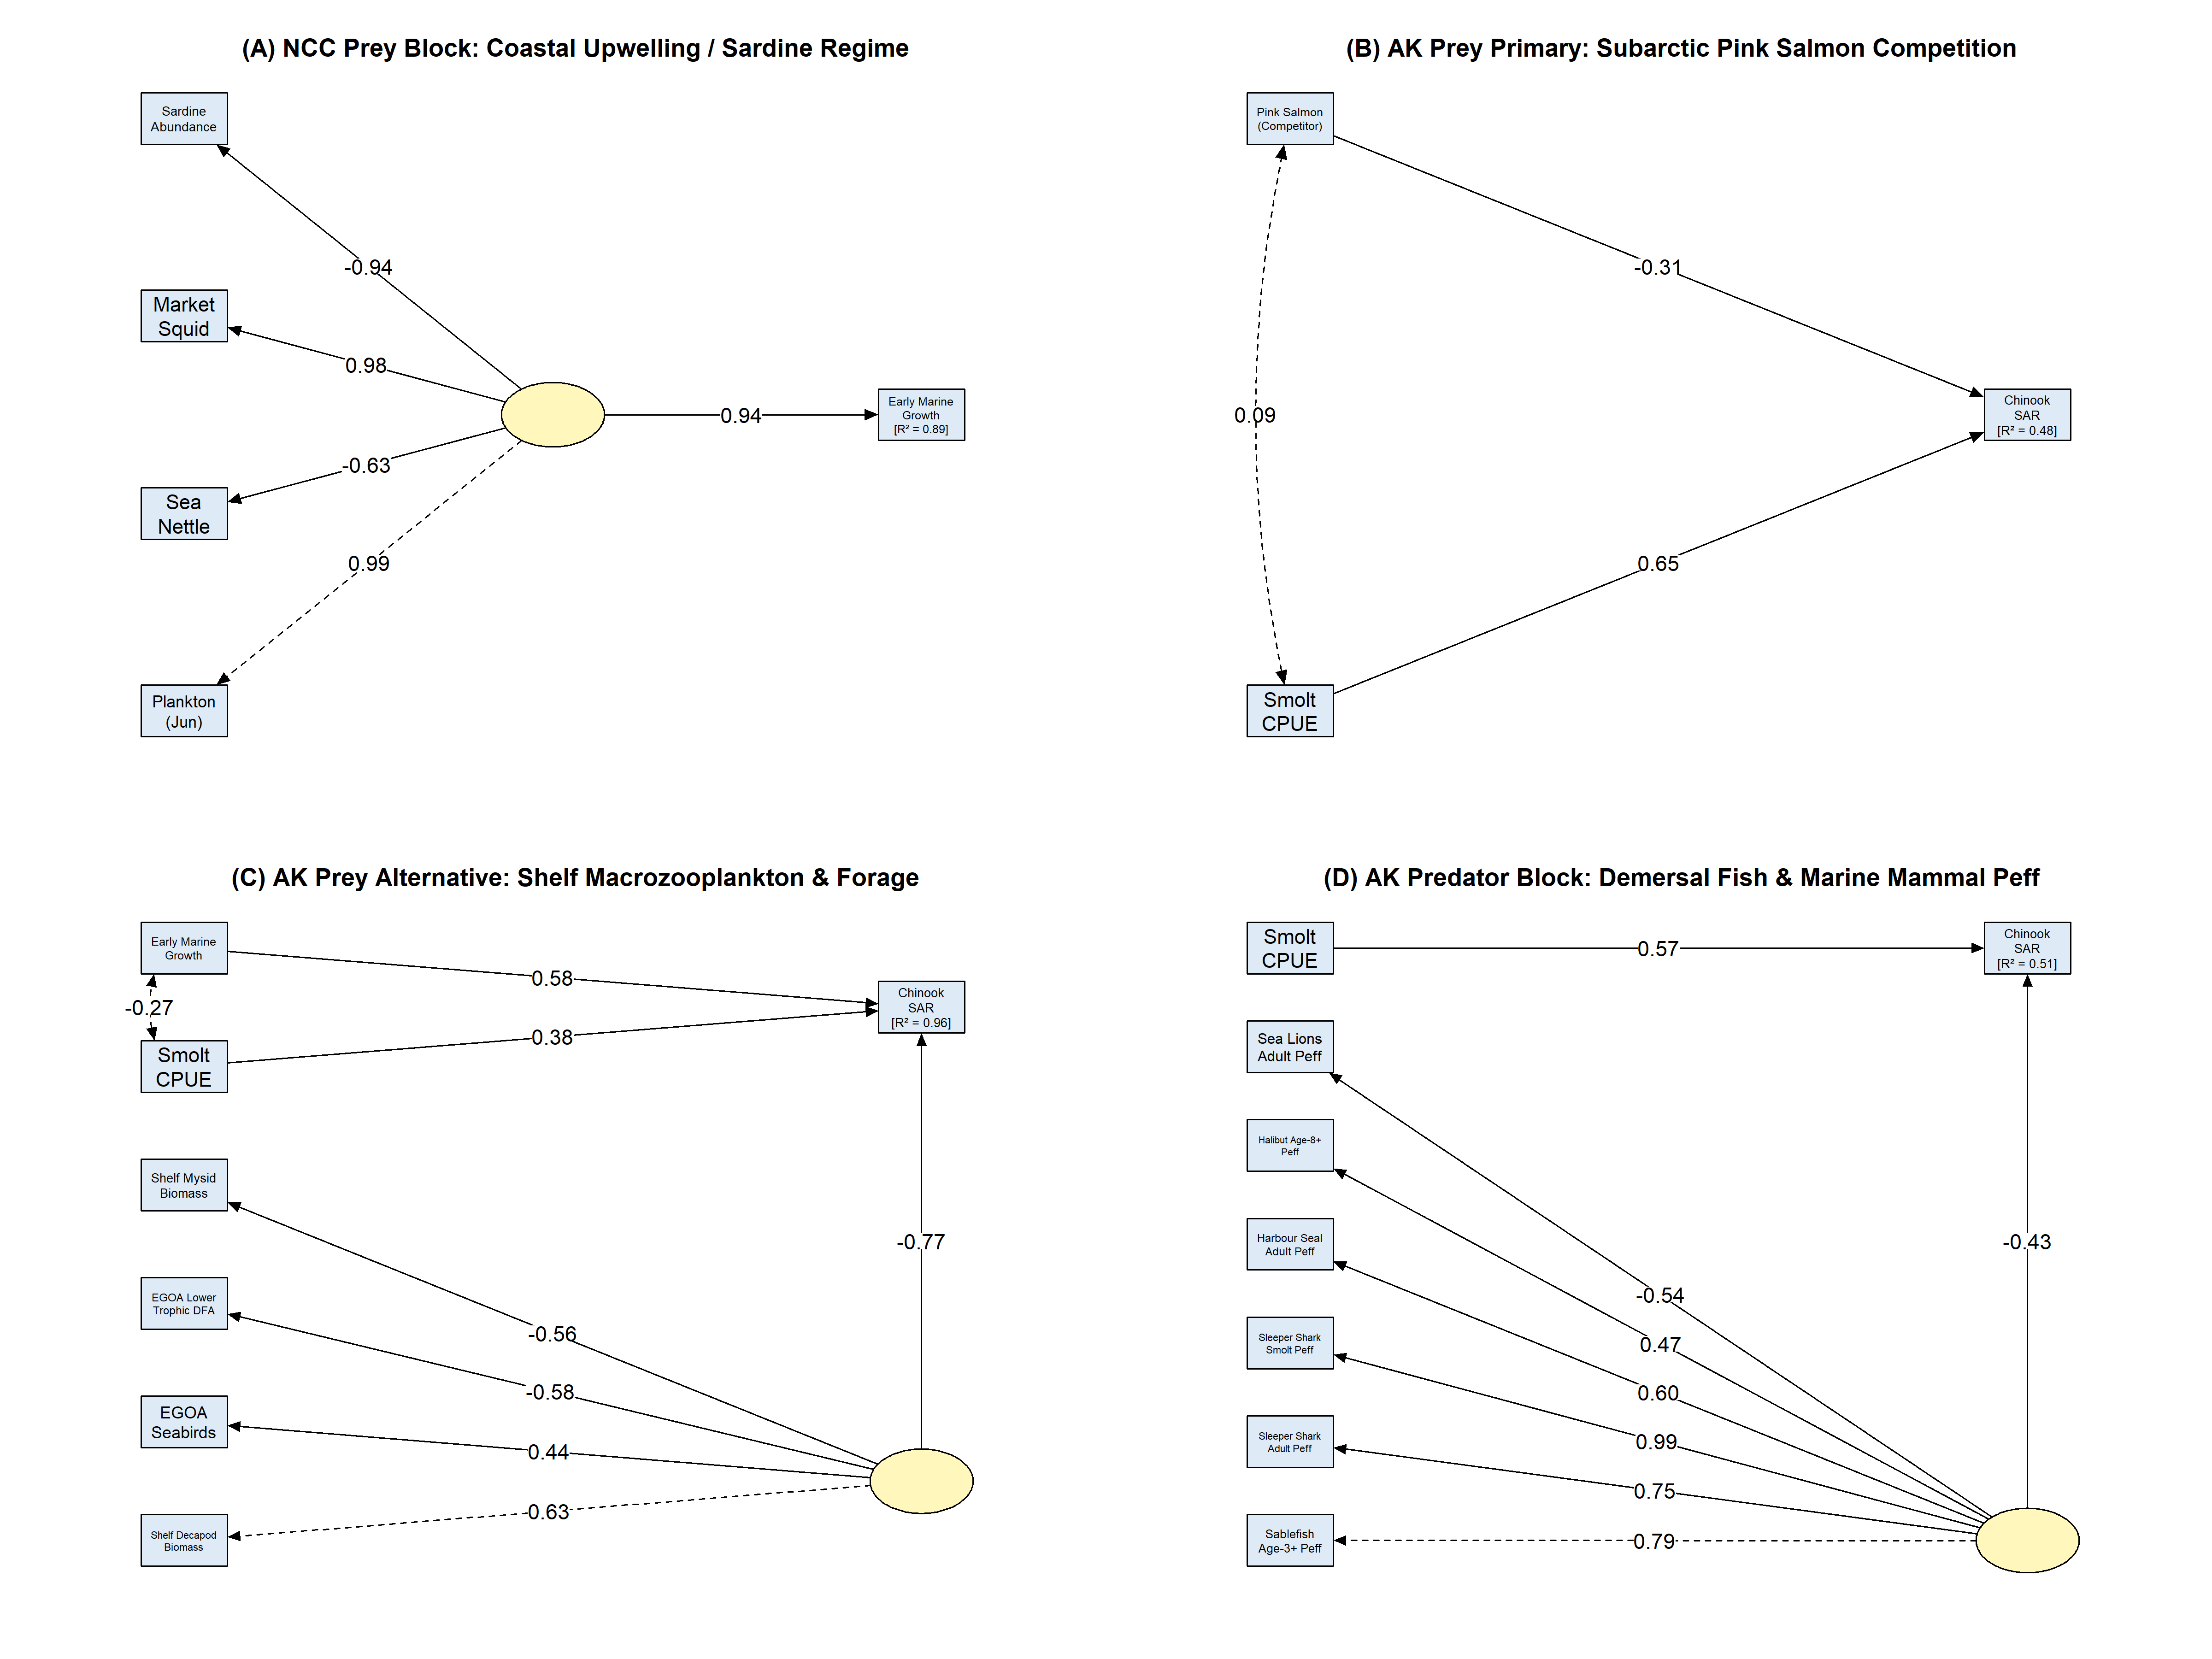 (A) NCC Prey Block: Coastal Upwelling / Sardine Regime
Sardine
Abundance
-0.94
Market
Squid
0.98
Early Marine
Growth
[R² = 0.89]
0.94
-0.63
Sea
Nettle
0.99
Plankton
(Jun)
(B) AK Prey Primary: Subarctic Pink Salmon Competition
Pink Salmon
(Competitor)
-0.31
0.09
Chinook
SAR
[R² = 0.48]
0.65
Smolt
CPUE
(C) AK Prey Alternative: Shelf Macrozooplankton & Forage
Early Marine
Growth
0.58
-0.27
Chinook
SAR
[R² = 0.96]
0.38
Smolt
CPUE
Shelf Mysid
Biomass
-0.77
EGOA Lower
Trophic DFA
-0.56
-0.58
EGOA
Seabirds
0.44
0.63
Shelf Decapod
Biomass
(D) AK Predator Block: Demersal Fish & Marine Mammal Peff
Smolt
CPUE
0.57
Chinook
SAR
[R² = 0.51]
Sea Lions
Adult Peff
Halibut Age-8+
Peff
Harbour Seal
Adult Peff
-0.43
-0.54
Sleeper Shark
Smolt Peff
0.47
0.60
Sleeper Shark
Adult Peff
0.99
0.75
Sablefish
Age-3+ Peff
0.79